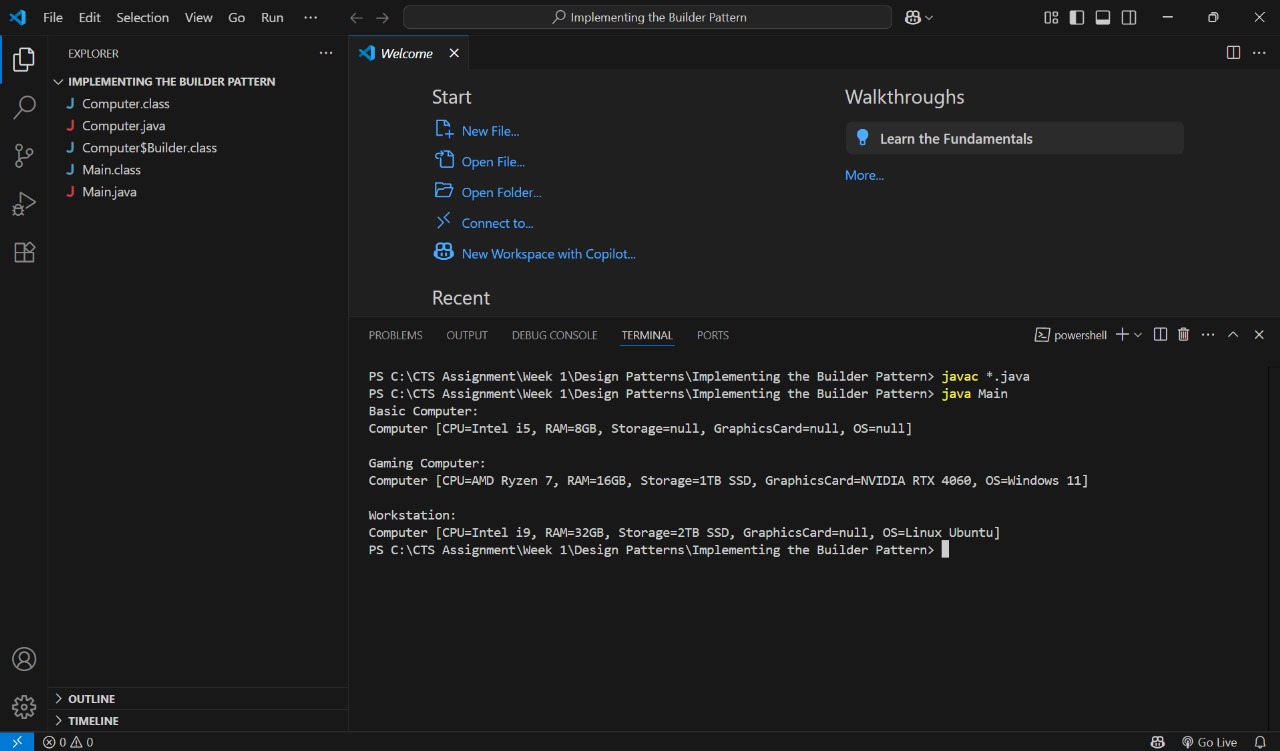 File Edit Selection View Go Run ···
Implementing the Builder Pattern
EXPLORER
IMPLEMENTING THE BUILDER PATTERN
J Computer.class
J Computer.java
J Computer$Builder.class
J Main.class
J Main.java
OUTLINE
TIMELINE
Welcome
Start
New File...
Open File...
Open Folder...
Connect to...
New Workspace with Copilot...
Recent
Walkthroughs
Learn the Fundamentals
More...
PROBLEMS OUTPUT DEBUG CONSOLE TERMINAL PORTS
powershell
PS C:\CTS Assignment\Week 1\Design Patterns\Implementing the Builder Pattern> javac *.java
PS C:\CTS Assignment\Week 1\Design Patterns\Implementing the Builder Pattern> java Main
Basic Computer:
Computer [CPU=Intel i5, RAM=8GB, Storage=null, GraphicsCard=null, OS=null]
Gaming Computer:
Computer [CPU=AMD Ryzen 7, RAM=16GB, Storage=1TB SSD, GraphicsCard=NVIDIA RTX 4060, OS=Windows 11]
Workstation:
Computer [CPU=Intel i9, RAM=32GB, Storage=2TB SSD, GraphicsCard=null, OS=Linux Ubuntu]
PS C:\CTS Assignment\Week 1\Design Patterns\Implementing the Builder Pattern>
0 0
Go Live